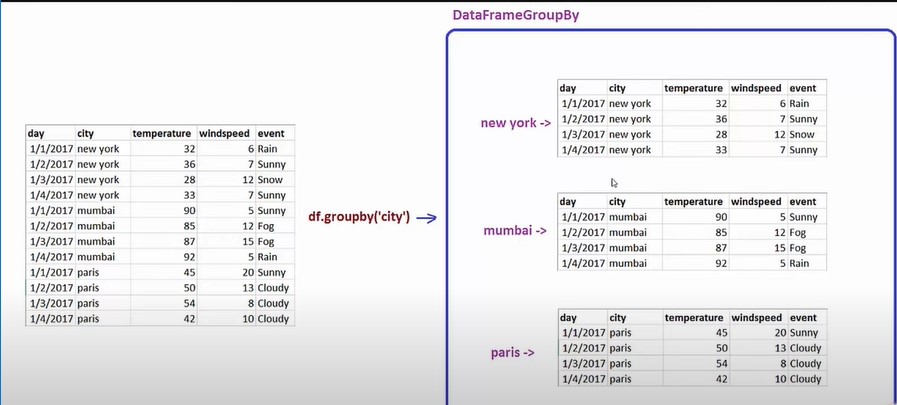 DataFrameGroupBy
day city temperature windspeed event
1/1/2017 new york 32 6 Rain
1/2/2017 new york 36 7 Sunny
1/3/2017 new york 28 12 Snow
1/4/2017 new york 33 7 Sunny
1/1/2017 mumbai 90 5 Sunny
1/2/2017 mumbai 85 12 Fog
1/3/2017 mumbai 87 15 Fog
1/4/2017 mumbai 92 5 Rain
1/1/2017 paris 45 20 Sunny
1/2/2017 paris 50 13 Cloudy
1/3/2017 paris 54 8 Cloudy
1/4/2017 paris 42 10 Cloudy
df.groupby('city')
new york ->
day city temperature windspeed event
1/1/2017 new york 32 6 Rain
1/2/2017 new york 36 7 Sunny
1/3/2017 new york 28 12 Snow
1/4/2017 new york 33 7 Sunny
mumbai ->
day city temperature windspeed event
1/1/2017 mumbai 90 5 Sunny
1/2/2017 mumbai 85 12 Fog
1/3/2017 mumbai 87 15 Fog
1/4/2017 mumbai 92 5 Rain
paris ->
day city temperature windspeed event
1/1/2017 paris 45 20 Sunny
1/2/2017 paris 50 13 Cloudy
1/3/2017 paris 54 8 Cloudy
1/4/2017 paris 42 10 Cloudy